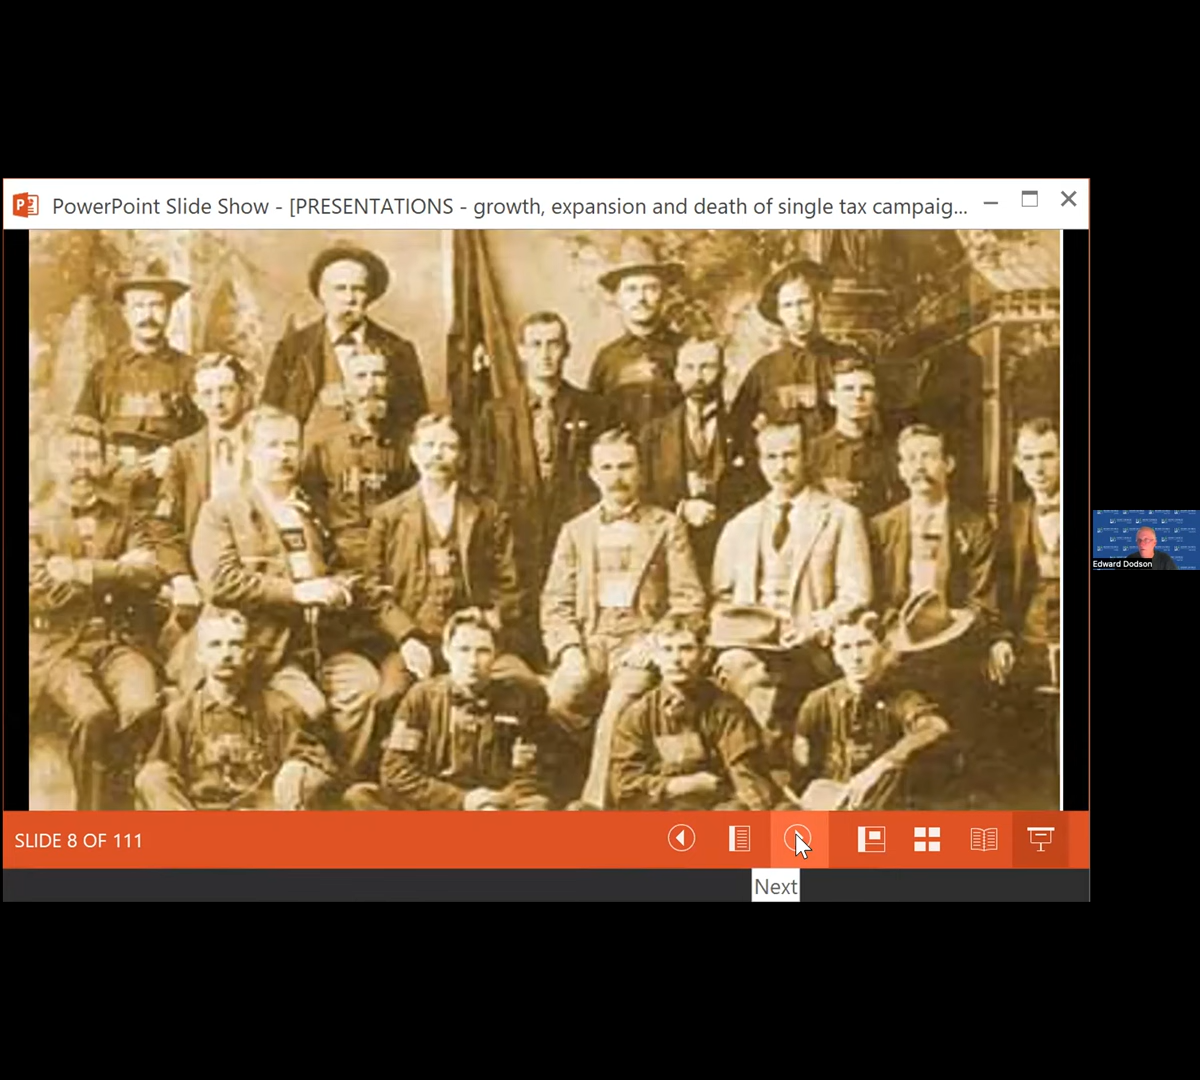 PowerPoint Slide Show - [PRESENTATIONS - growth, expansion and death of single tax campaig...
Edward Dodson
SLIDE 8 OF 111
Next